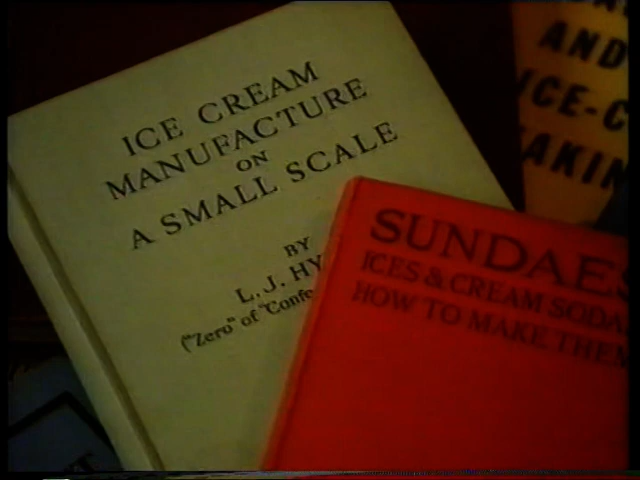 ICE CREAM
MANUFACTURE
ON
A SMALL SCALE
BY
L. J. HY
("Zero" of "Confe
SUNDAES
ICES & CREAM SODA
HOW TO MAKE THEM
AND
ICE-C
AKIN